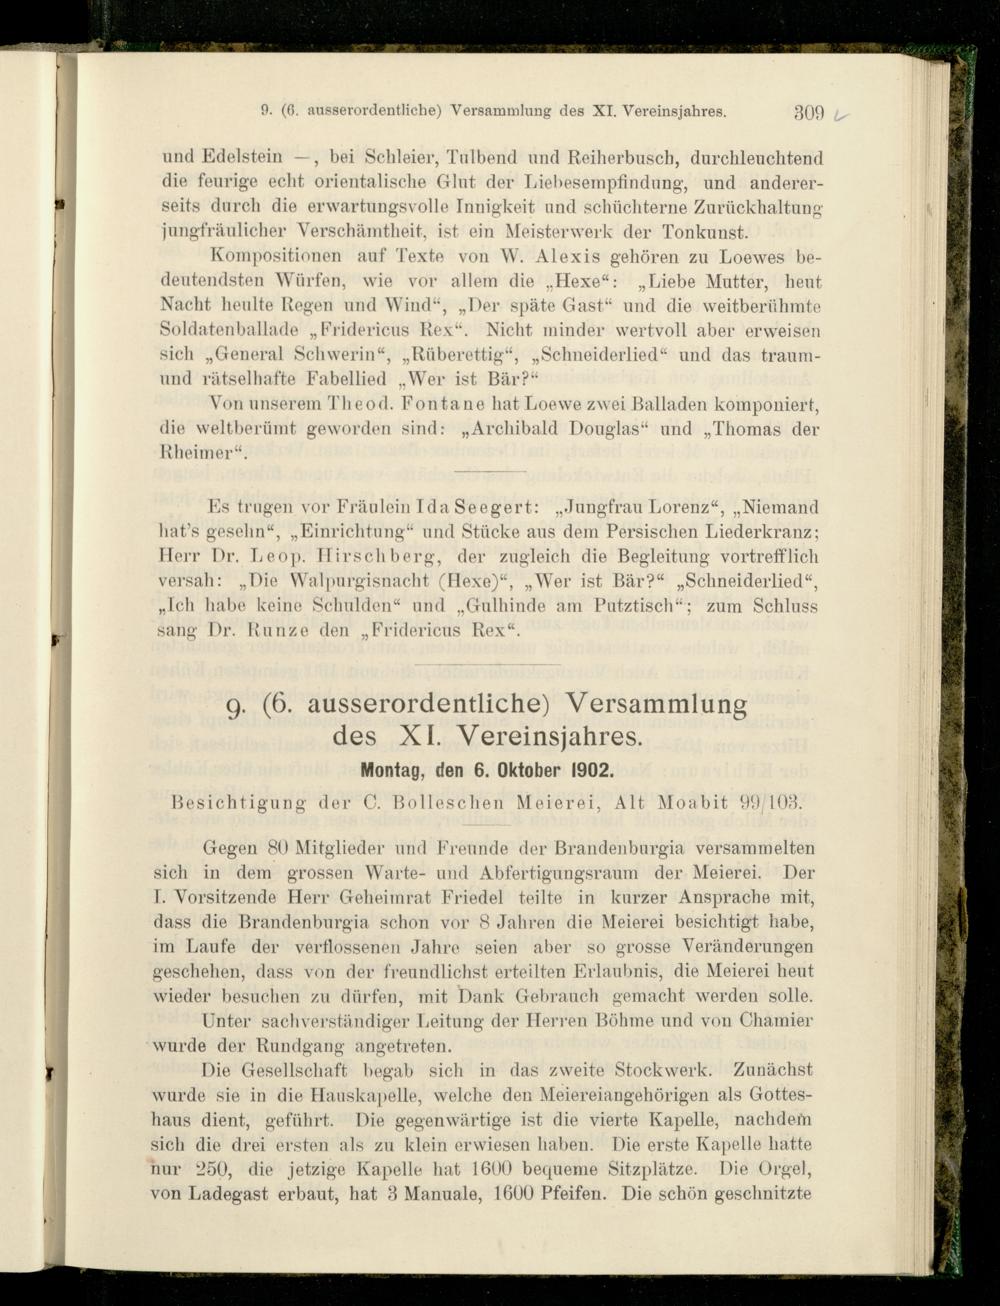 9. (6. ausserordentliche) Versammlung des XI. Vereinsjahres. 309
und Edelstein —, bei Schleier, Tulbend und Reiherbusch, durchleuchtend
die feurige echt orientalische Glut der Liebesempfindung, und anderer-
seits durch die erwartungsvolle Innigkeit und schüchterne Zurückhaltung
jungfräulicher Verschämtheit, ist ein Meisterwerk der Tonkunst.
Kompositionen auf Texte von W. Alexis gehören zu Loewes be-
deutendsten Würfen, wie vor allem die „Hexe“: „Liebe Mutter, heut
Nacht heulte Regen und Wind“, „Der späte Gast“ und die weitberühmte
Soldatenballade „Fridericus Rex“. Nicht minder wertvoll aber erweisen
sich „General Schwerin“, „Rüberettig“, „Schneiderlied“ und das traum-
und rätselhafte Fabellied „Wer ist Bär?“
Von unserem Theod. Fontane hat Loewe zwei Balladen komponiert,
die weltberümt geworden sind: „Archibald Douglas“ und „Thomas der
Rheimer“.
Es trugen vor Fräulein Ida Seegert: „Jungfrau Lorenz“, „Niemand
hat's gesehn“, „Einrichtung“ und Stücke aus dem Persischen Liederkranz;
Herr Dr. Leop. Hirschberg, der zugleich die Begleitung vortrefflich
versah: „Die Walpurgisnacht (Hexe)“, „Wer ist Bär?“ „Schneiderlied“,
„Ich habe keine Schulden“ und „Gulhinde am Putztisch“; zum Schluss
sang Dr. Runze den „Fridericus Rex“.
9. (6. ausserordentliche) Versammlung
des XI. Vereinsjahres.
Montag, den 6. Oktober 1902.
Besichtigung der C. Bolleschen Meierei, Alt Moabit 99/103.
Gegen 80 Mitglieder und Freunde der Brandenburgia versammelten
sich in dem grossen Warte- und Abfertigungsraum der Meierei. Der
I. Vorsitzende Herr Geheimrat Friedel teilte in kurzer Ansprache mit,
dass die Brandenburgia schon vor 8 Jahren die Meierei besichtigt habe,
im Laufe der verflossenen Jahre seien aber so grosse Veränderungen
geschehen, dass von der freundlichst erteilten Erlaubnis, die Meierei heut
wieder besuchen zu dürfen, mit Dank Gebrauch gemacht werden solle.
Unter sachverständiger Leitung der Herren Böhme und von Chamier
wurde der Rundgang angetreten.
Die Gesellschaft begab sich in das zweite Stockwerk. Zunächst
wurde sie in die Hauskapelle, welche den Meiereiangehörigen als Gottes-
haus dient, geführt. Die gegenwärtige ist die vierte Kapelle, nachdem
sich die drei ersten als zu klein erwiesen haben. Die erste Kapelle hatte
nur 250, die jetzige Kapelle hat 1600 bequeme Sitzplätze. Die Orgel,
von Ladegast erbaut, hat 3 Manuale, 1600 Pfeifen. Die schön geschnitzte